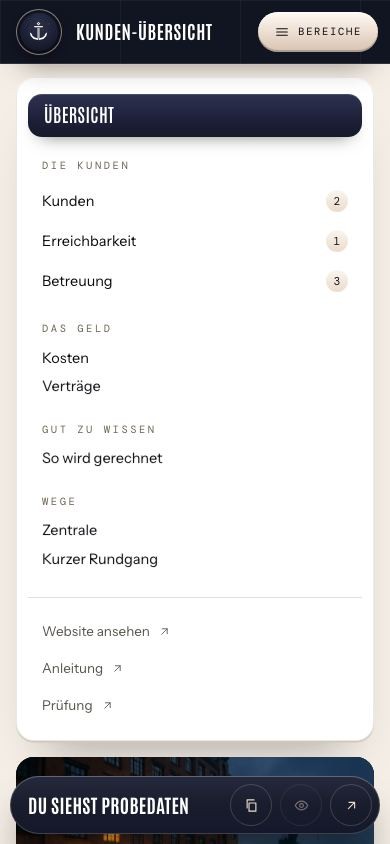 KUNDEN-ÜBERSICHT
BEREICHE
ÜBERSICHT
DIE KUNDEN
Kunden 2
Erreichbarkeit 1
Betreuung 3
DAS GELD
Kosten
Verträge
GUT ZU WISSEN
So wird gerechnet
WEGE
Zentrale
Kurzer Rundgang
Website ansehen
Anleitung
Prüfung
DU SIEHST PROBEDATEN